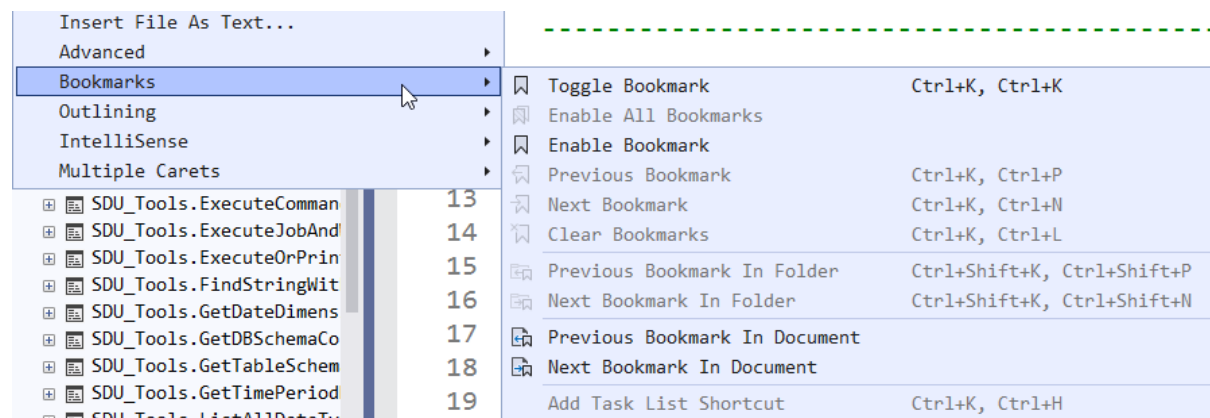 Insert File As Text...
Advanced
Bookmarks
Outlining
IntelliSense
Multiple Carets
Toggle Bookmark Ctrl+K, Ctrl+K
Enable All Bookmarks
Enable Bookmark
Previous Bookmark Ctrl+K, Ctrl+P
Next Bookmark Ctrl+K, Ctrl+N
Clear Bookmarks Ctrl+K, Ctrl+L
Previous Bookmark In Folder Ctrl+Shift+K, Ctrl+Shift+P
Next Bookmark In Folder Ctrl+Shift+K, Ctrl+Shift+N
Previous Bookmark In Document
Next Bookmark In Document
Add Task List Shortcut Ctrl+K, Ctrl+H
SDU_Tools.ExecuteComman
SDU_Tools.ExecuteJobAnd
SDU_Tools.ExecuteOrPrin
SDU_Tools.FindStringWit
SDU_Tools.GetDateDimens
SDU_Tools.GetDBSchemaCo
SDU_Tools.GetTableSchem
SDU_Tools.GetTimePeriod
13
14
15
16
17
18
19